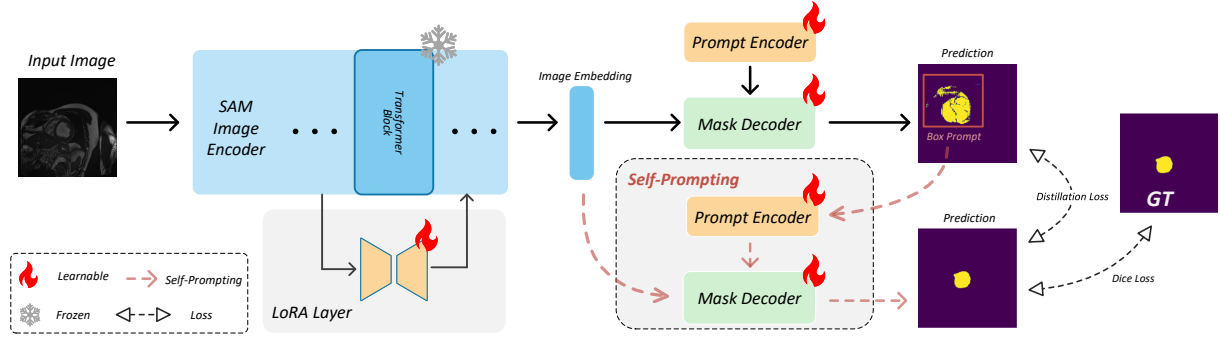 Input Image
SAM
Image
Encoder
• • •
Transformer
Block
• • •
Image Embedding
Prompt Encoder
Mask Decoder
Prediction
Box Prompt
Self-Prompting
Prompt Encoder
Mask Decoder
Distillation Loss
Prediction
GT
Dice Loss
LoRA Layer
Learnable
Self-Prompting
Frozen
Loss